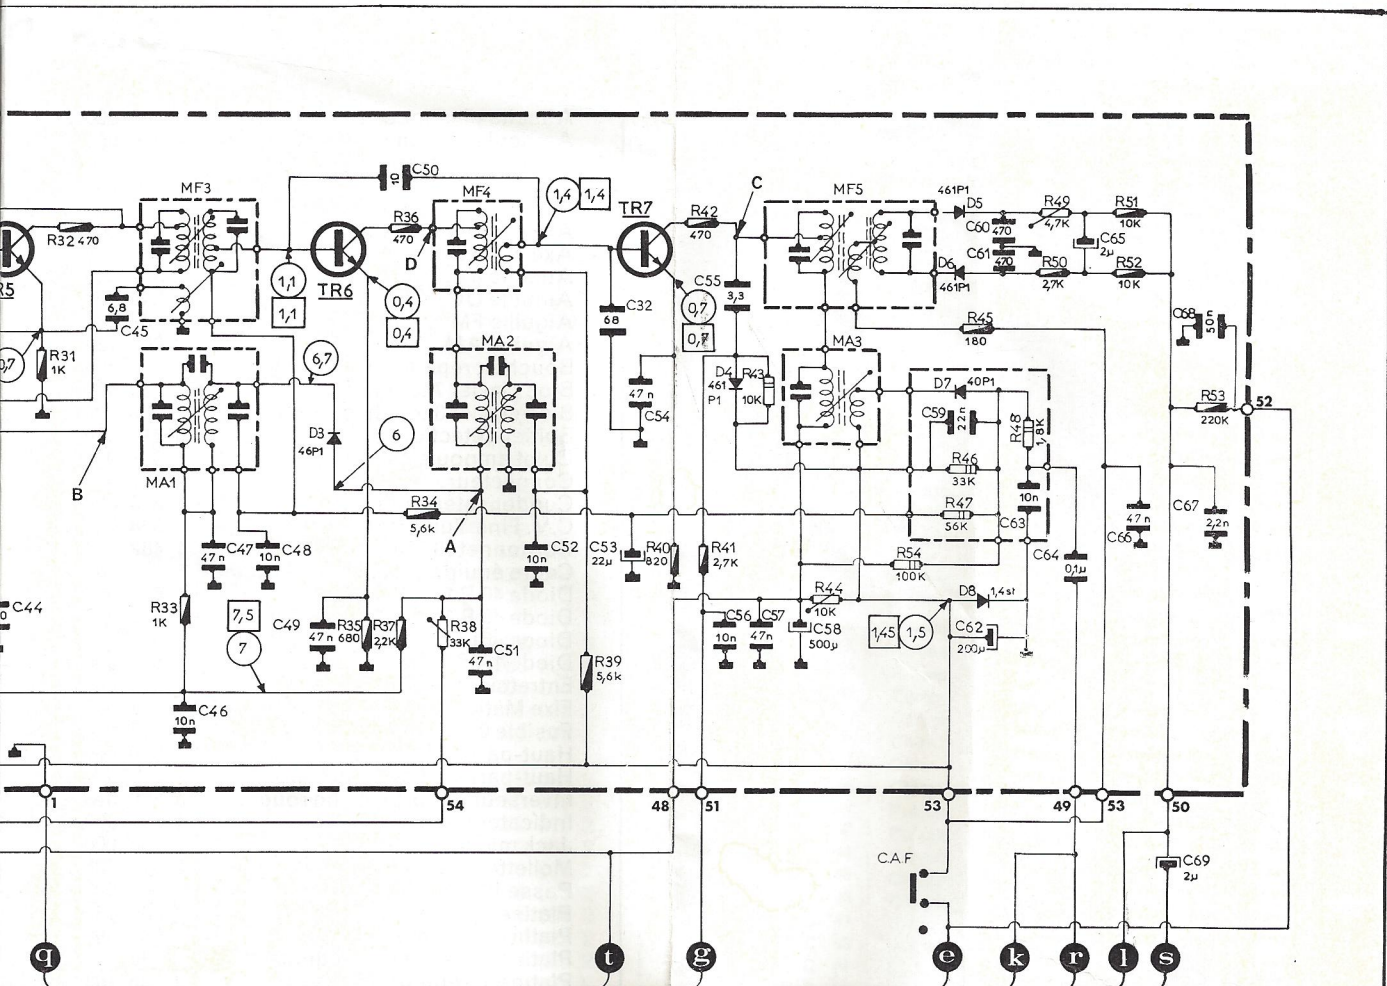 MF3
C50
10
MF4
1,4
1,4
TR7
C
MF5
461P1
D5
R49
4,7K
R51
10K
R32 470
R36
470
R42
470
C60
470
C65
2µ
D
C61
470
R5
TR6
1,1
1,1
0,4
0,4
C55
3,3
D6
461P1
R50
2,7K
R52
10K
6,8
C45
C32
68
0,7
0,7
R45
180
C68
50n
0,7
R31
1K
6,7
MA2
MA3
D4
461
P1
R43
10K
D7
40P1
47n
C54
C59
22n
R48
1,8K
R53
220K
52
D3
46P1
6
B
MA1
R46
33K
R34
5,6k
R47
56K
10n
C63
A
47n
C66
C67
2,2n
47n
C47
10n
C48
C52
10n
C53
22µ
R40
820
R41
2,7K
R54
100K
C64
0,1µ
C44
R33
1K
7,5
7
C49
47n
R35
680
R37
2,2K
R38
33K
C56
10n
C57
47n
R44
10K
C58
500µ
1,45
1,5
D8
1,4st
C62
200µ
C51
47n
R39
5,6k
C46
10n
1
54
48
51
53
49
53
50
C.A.F
C69
2µ
q
t
g
e
k
r
l
s